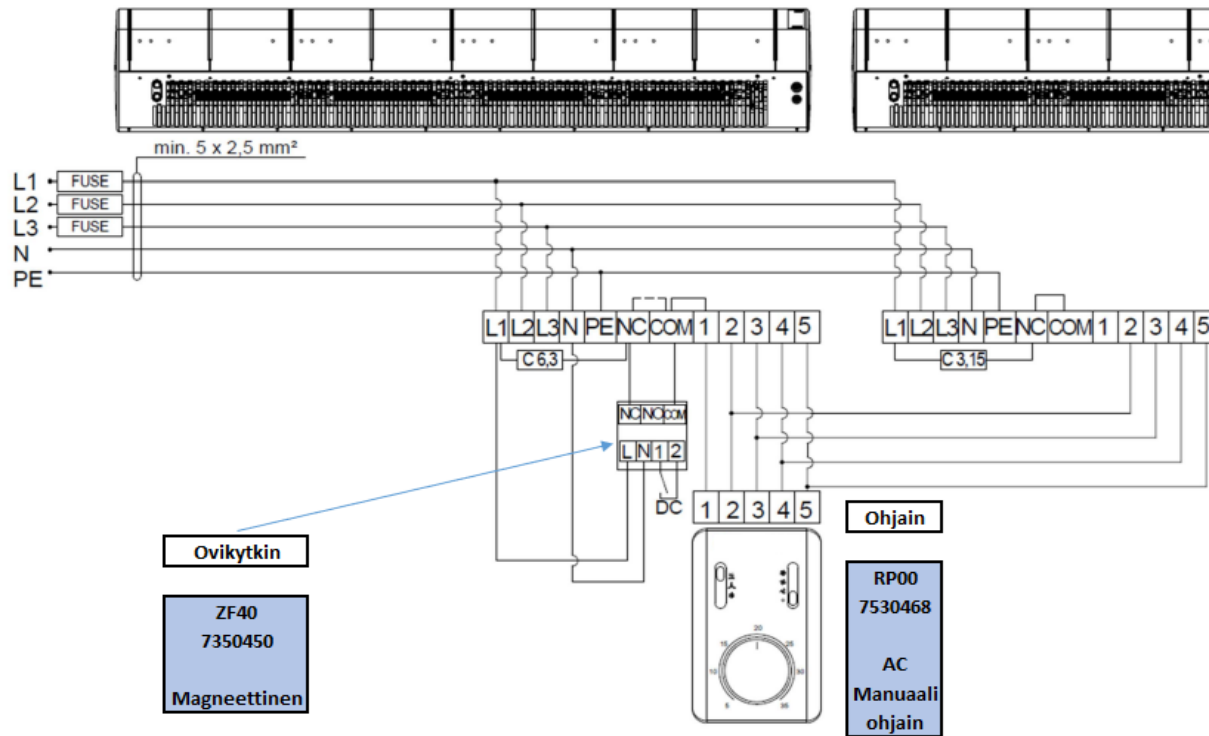 min. 5 x 2,5 mm²
L1 FUSE
L2 FUSE
L3 FUSE
N
PE
L1 L2 L3 N PE NC COM 1 2 3 4 5
L1 L2 L3 N PE NC COM 1 2 3 4 5
C 6,3
C 3,15
NC NC COM
L N 1 2
DC
1 2 3 4 5
Ohjain
Ovikytkin
RP00
7530468
AC
Manuaali
ohjain
ZF40
7350450
Magneettinen
20
15 25
10 30
5 35